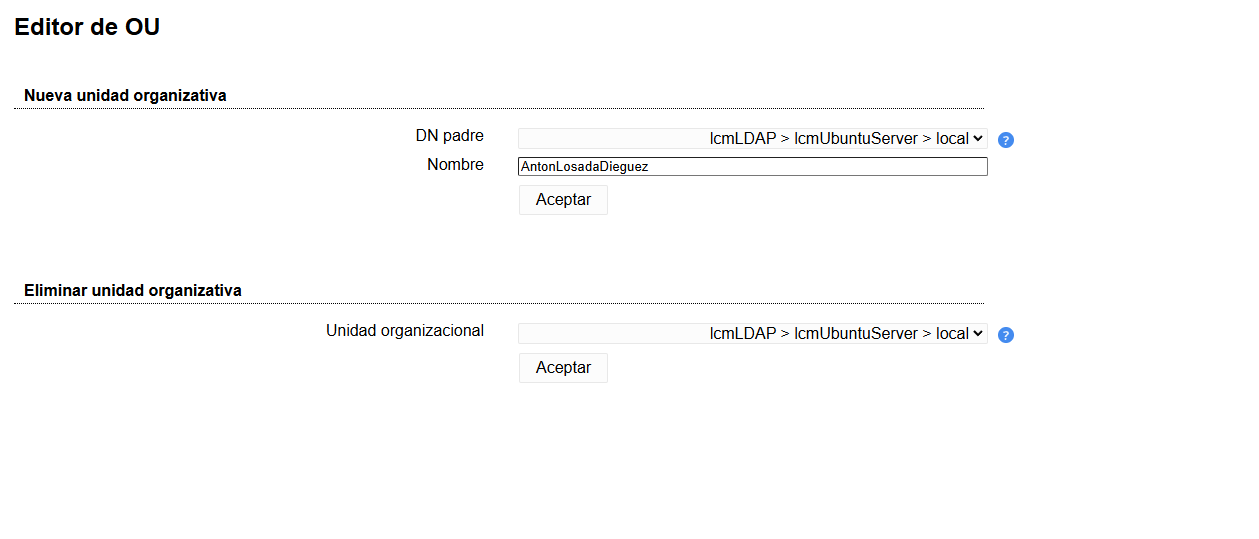 Editor de OU
Nueva unidad organizativa
DN padre
lcmLDAP > lcmUbuntuServer > local
?
Nombre
AntonLosadaDieguez
Aceptar
Eliminar unidad organizativa
Unidad organizacional
lcmLDAP > lcmUbuntuServer > local
?
Aceptar